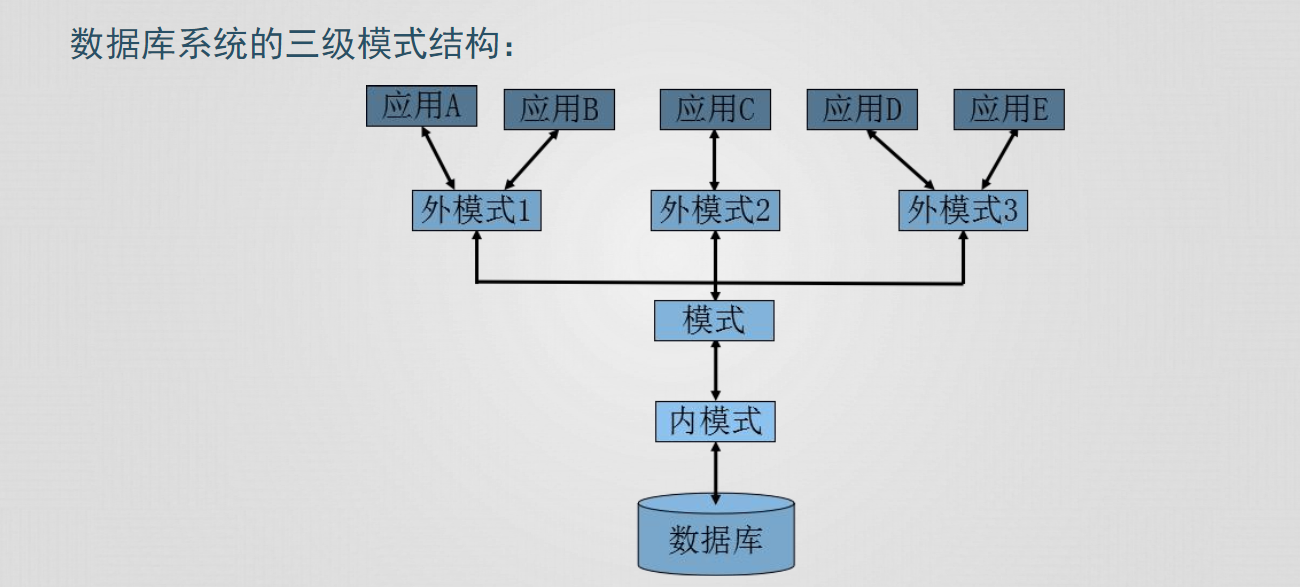 数据库系统的三级模式结构：
应用A
应用B
应用C
应用D
应用E
外模式1
外模式2
外模式3
模式
内模式
数据库